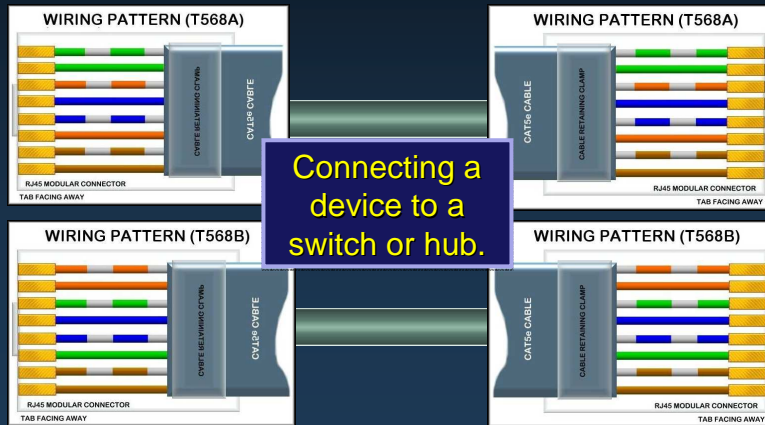 WIRING PATTERN (T568A)
CABLE RETAINING CLAMP
CAT5e CABLE
RJ45 MODULAR CONNECTOR
TAB FACING AWAY
WIRING PATTERN (T568A)
CAT5e CABLE
CABLE RETAINING CLAMP
RJ45 MODULAR CONNECTOR
TAB FACING AWAY
Connecting a
device to a
switch or hub.
WIRING PATTERN (T568B)
CABLE RETAINING CLAMP
CAT5e CABLE
RJ45 MODULAR CONNECTOR
TAB FACING AWAY
WIRING PATTERN (T568B)
CAT5e CABLE
CABLE RETAINING CLAMP
RJ45 MODULAR CONNECTOR
TAB FACING AWAY